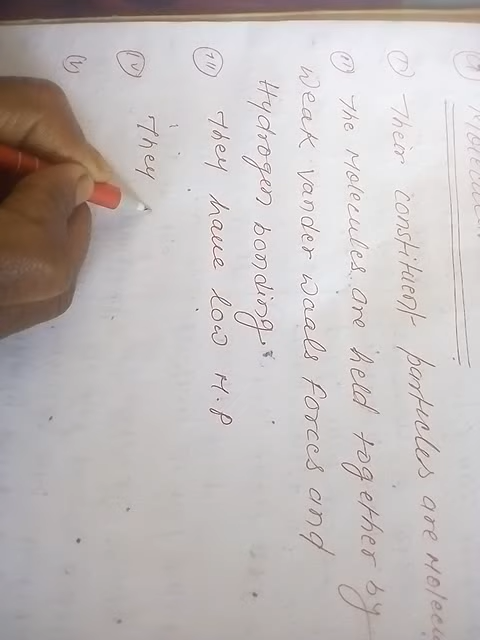 (i) Their constituent particles are
(ii) The Molecules are held together by
weak vander waals forces and
Hydrogen bonding.
(iii) They have low M.P
(iv) They
(v)